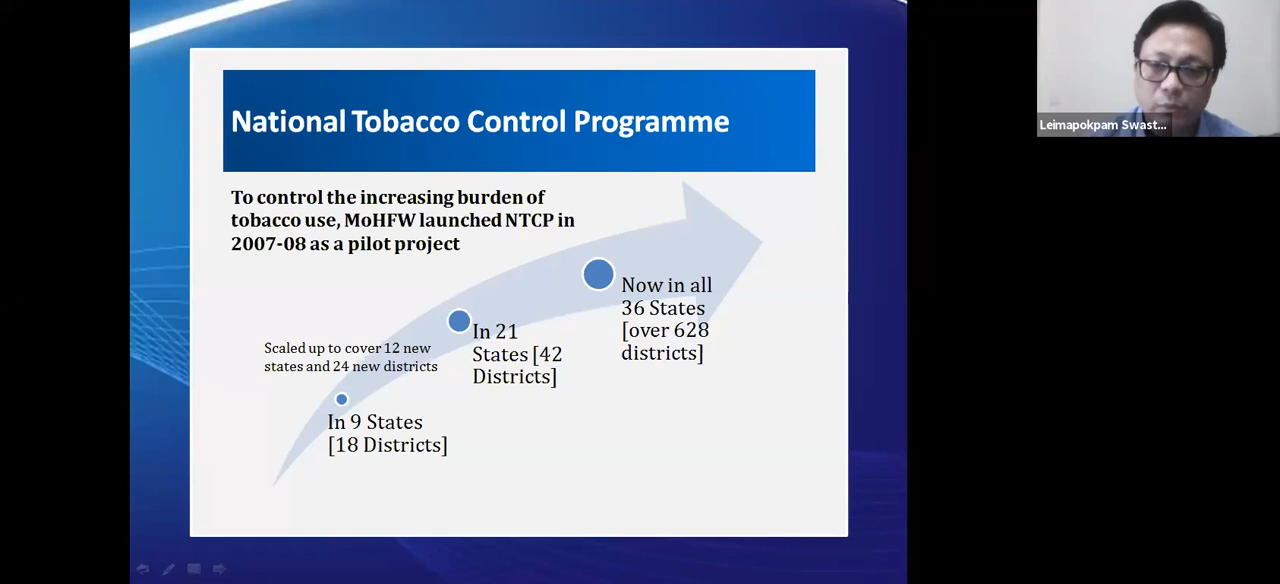 National Tobacco Control Programme
To control the increasing burden of
tobacco use, MoHFW launched NTCP in
2007-08 as a pilot project
Now in all
36 States
[over 628
districts]
In 21
States [42
Districts]
Scaled up to cover 12 new
states and 24 new districts
In 9 States
[18 Districts]
Leimapokpam Swast...